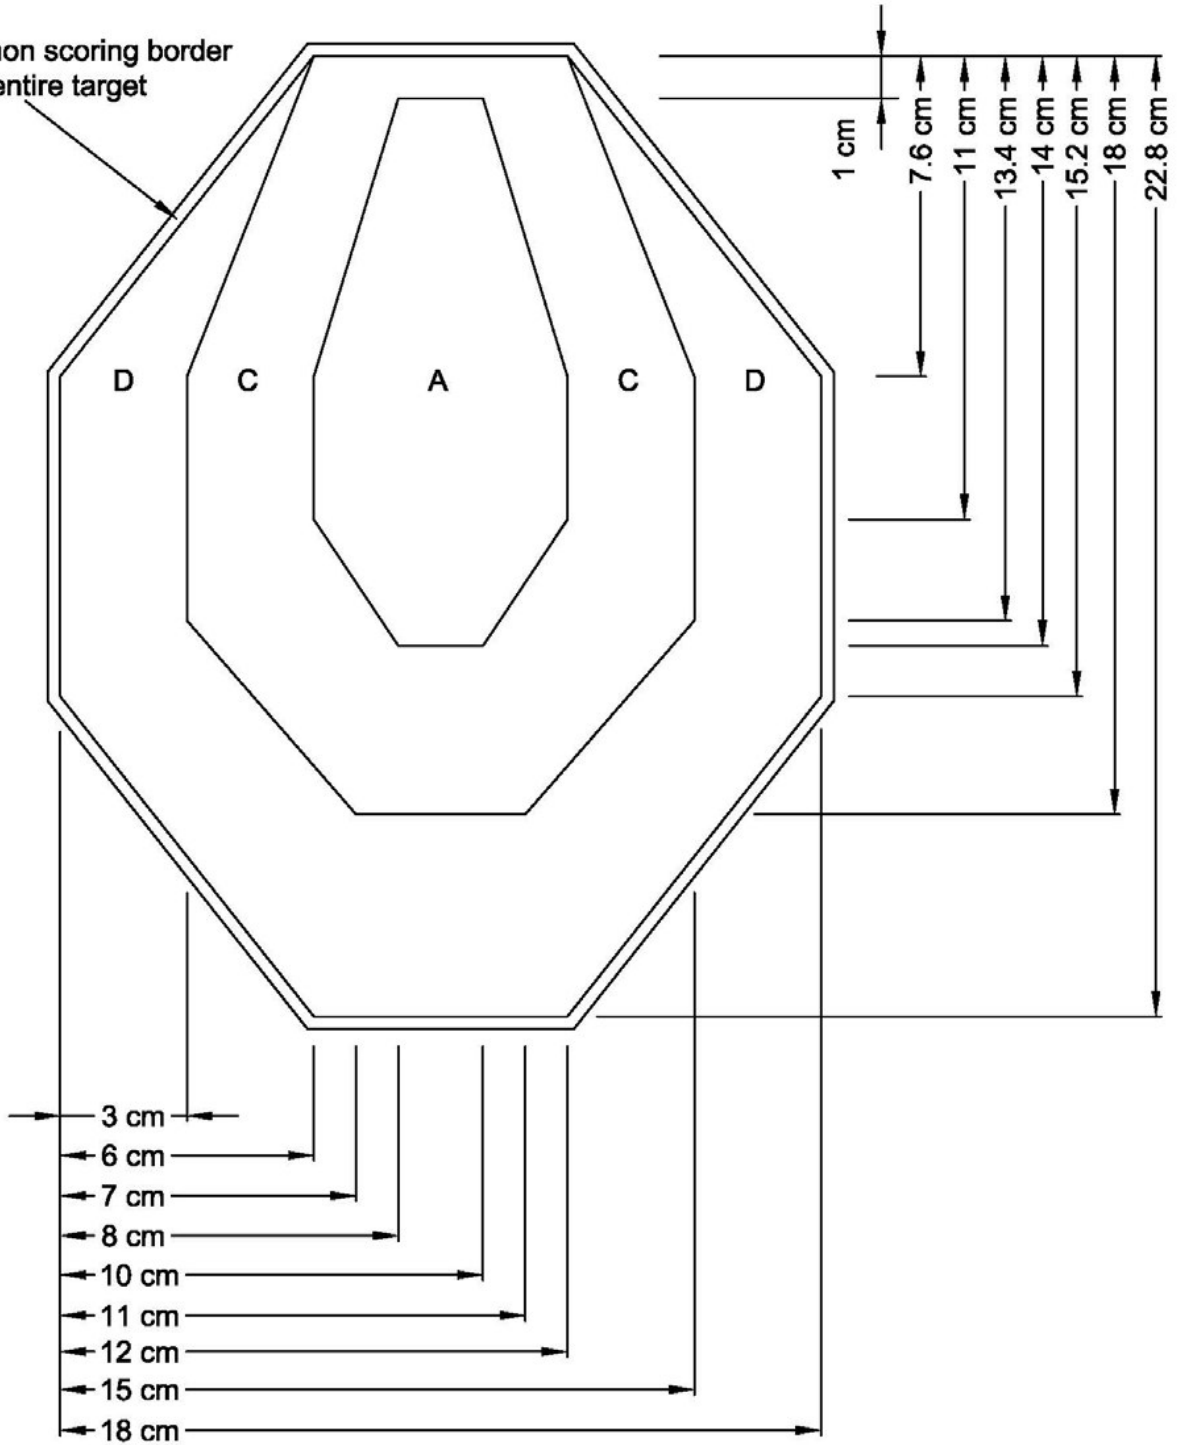 scoring border
entire target
1 cm
7.6 cm
11 cm
13.4 cm
14 cm
15.2 cm
18 cm
22.8 cm
D C A C D
3 cm
6 cm
7 cm
8 cm
10 cm
11 cm
12 cm
15 cm
18 cm